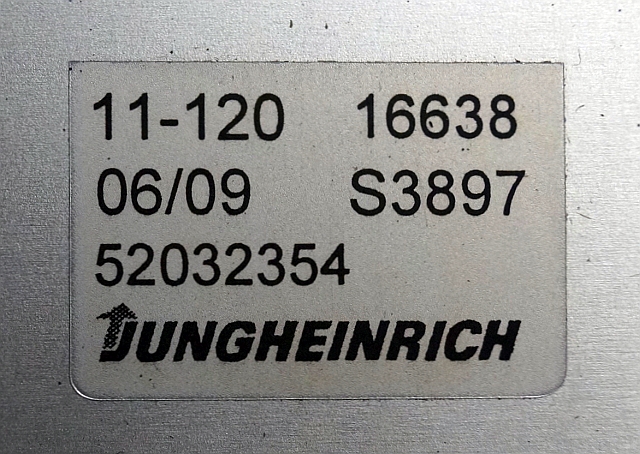 11-120 16638
06/09 S3897
52032354
JUNGHEINRICH